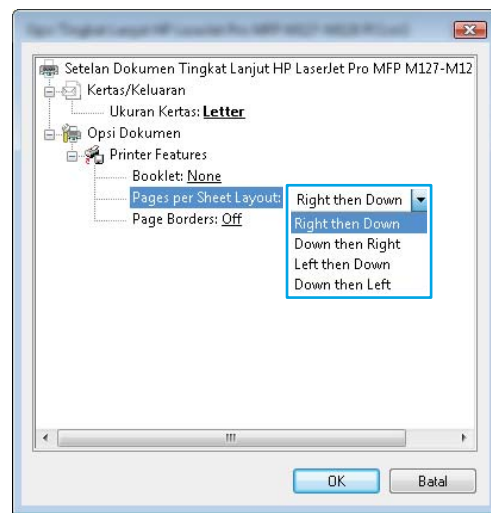 Setelan Dokumen Tingkat Lanjut HP LaserJet Pro MFP M127-M12
Kertas/Keluaran
Ukuran Kertas: Letter
Opsi Dokumen
Printer Features
Booklet: None
Pages per Sheet Layout: Right then Down
Page Borders: Off
Right then Down
Down then Right
Left then Down
Down then Left
OK Batal